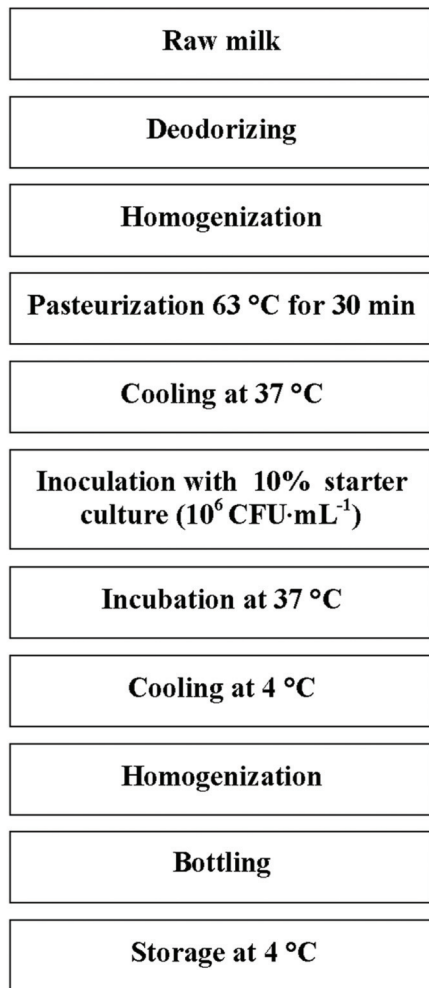 Raw milk
Deodorizing
Homogenization
Pasteurization 63 °C for 30 min
Cooling at 37 °C
Inoculation with 10% starter
culture (10⁶ CFU·mL⁻¹)
Incubation at 37 °C
Cooling at 4 °C
Homogenization
Bottling
Storage at 4 °C